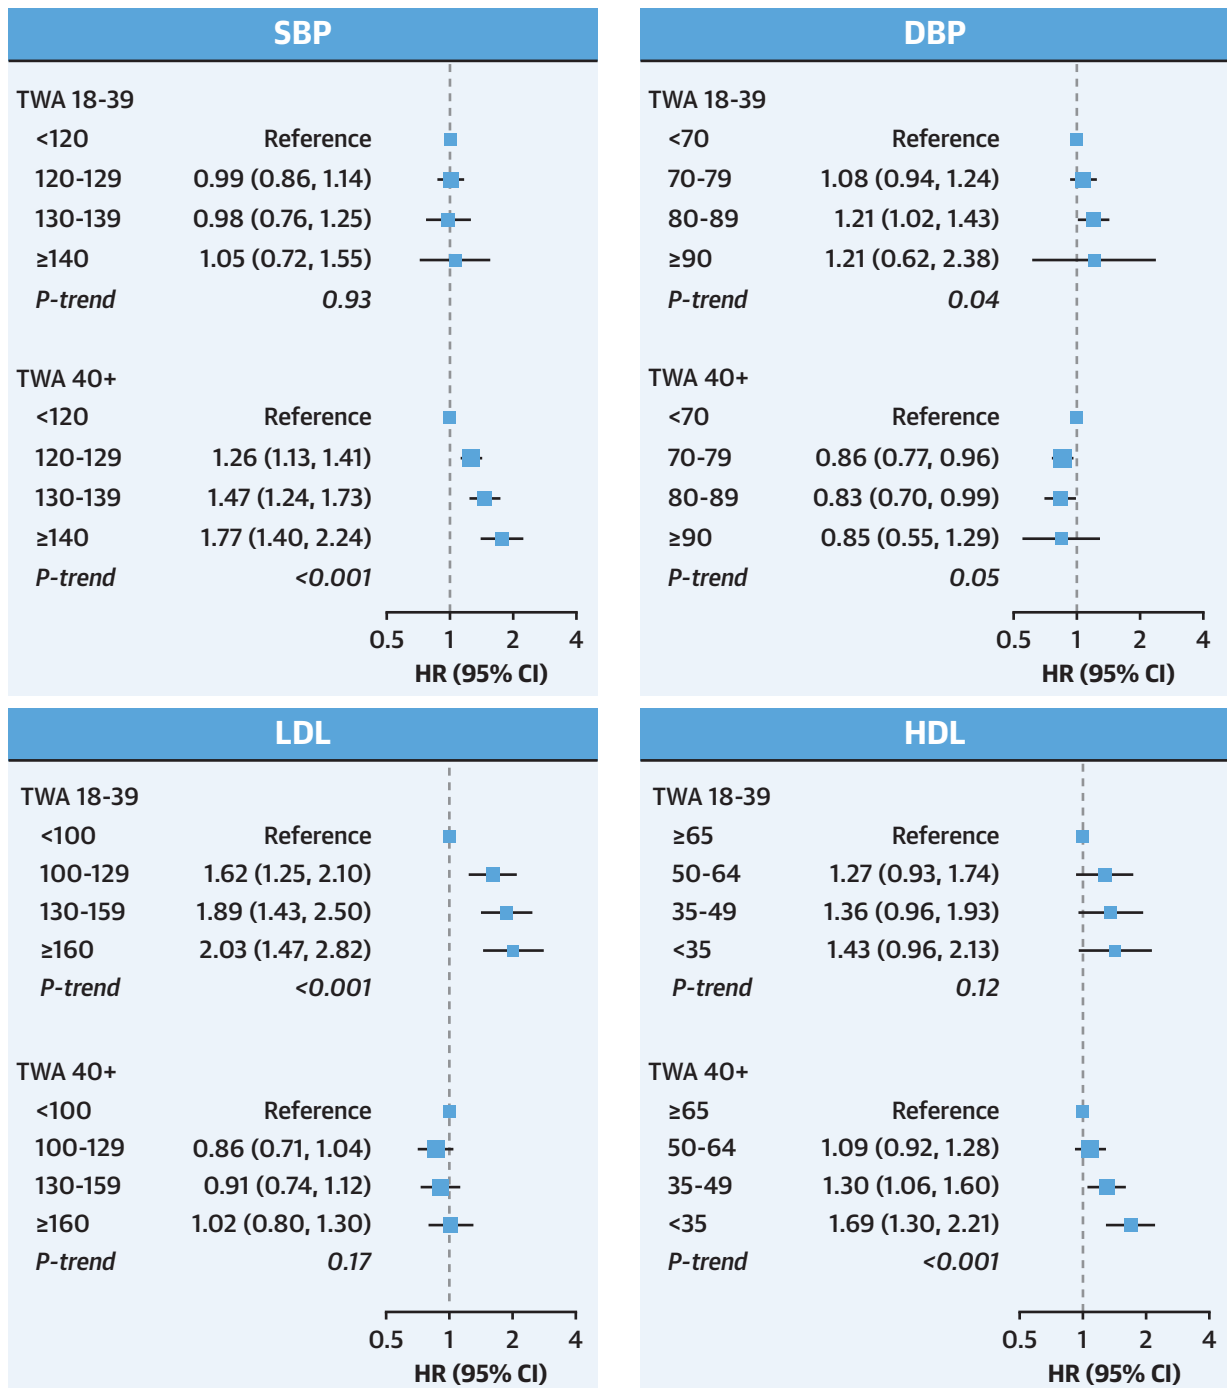 SBP
TWA 18-39
<120 Reference
120-129 0.99 (0.86, 1.14)
130-139 0.98 (0.76, 1.25)
≥140 1.05 (0.72, 1.55)
P-trend 0.93
TWA 40+
<120 Reference
120-129 1.26 (1.13, 1.41)
130-139 1.47 (1.24, 1.73)
≥140 1.77 (1.40, 2.24)
P-trend <0.001
0.5 1 2 4
HR (95% CI)
DBP
TWA 18-39
<70 Reference
70-79 1.08 (0.94, 1.24)
80-89 1.21 (1.02, 1.43)
≥90 1.21 (0.62, 2.38)
P-trend 0.04
TWA 40+
<70 Reference
70-79 0.86 (0.77, 0.96)
80-89 0.83 (0.70, 0.99)
≥90 0.85 (0.55, 1.29)
P-trend 0.05
0.5 1 2 4
HR (95% CI)
LDL
TWA 18-39
<100 Reference
100-129 1.62 (1.25, 2.10)
130-159 1.89 (1.43, 2.50)
≥160 2.03 (1.47, 2.82)
P-trend <0.001
TWA 40+
<100 Reference
100-129 0.86 (0.71, 1.04)
130-159 0.91 (0.74, 1.12)
≥160 1.02 (0.80, 1.30)
P-trend 0.17
0.5 1 2 4
HR (95% CI)
HDL
TWA 18-39
≥65 Reference
50-64 1.27 (0.93, 1.74)
35-49 1.36 (0.96, 1.93)
<35 1.43 (0.96, 2.13)
P-trend 0.12
TWA 40+
≥65 Reference
50-64 1.09 (0.92, 1.28)
35-49 1.30 (1.06, 1.60)
<35 1.69 (1.30, 2.21)
P-trend <0.001
0.5 1 2 4
HR (95% CI)